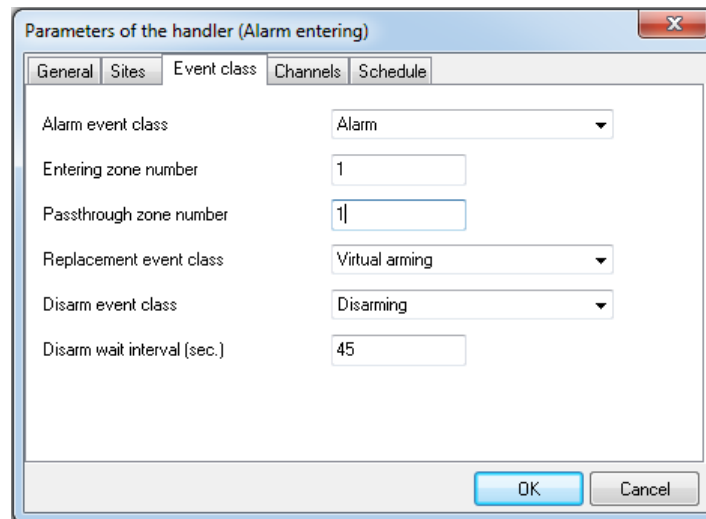 Parameters of the handler (Alarm entering)
General Sites Event class Channels Schedule
Alarm event class Alarm
Entering zone number 1
Passthrough zone number 1
Replacement event class Virtual arming
Disarm event class Disarming
Disarm wait interval (sec.) 45
OK Cancel